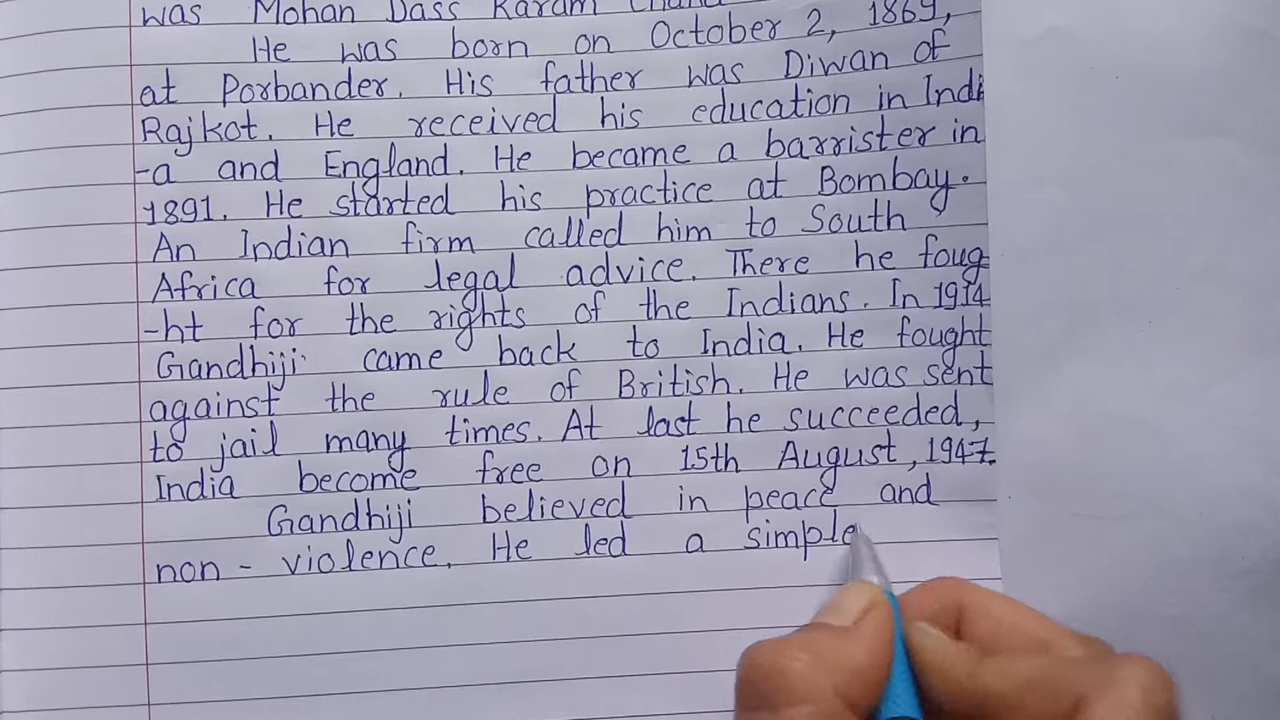 was Mohan Dass Karam Chand
He was born on October 2, 1869,
at Porbander. His father was Diwan of
Rajkot. He received his education in Indi
-a and England. He became a barrister in
1891. He started his practice at Bombay.
An Indian firm called him to South
Africa for legal advice. There he foug
-ht for the rights of the Indians. In 1914
Gandhiji came back to India. He fought
against the rule of British. He was sent
to jail many times. At last he succeeded,
India become free on 15th August, 1947.
Gandhiji believed in peace and
non - violence. He led a simple